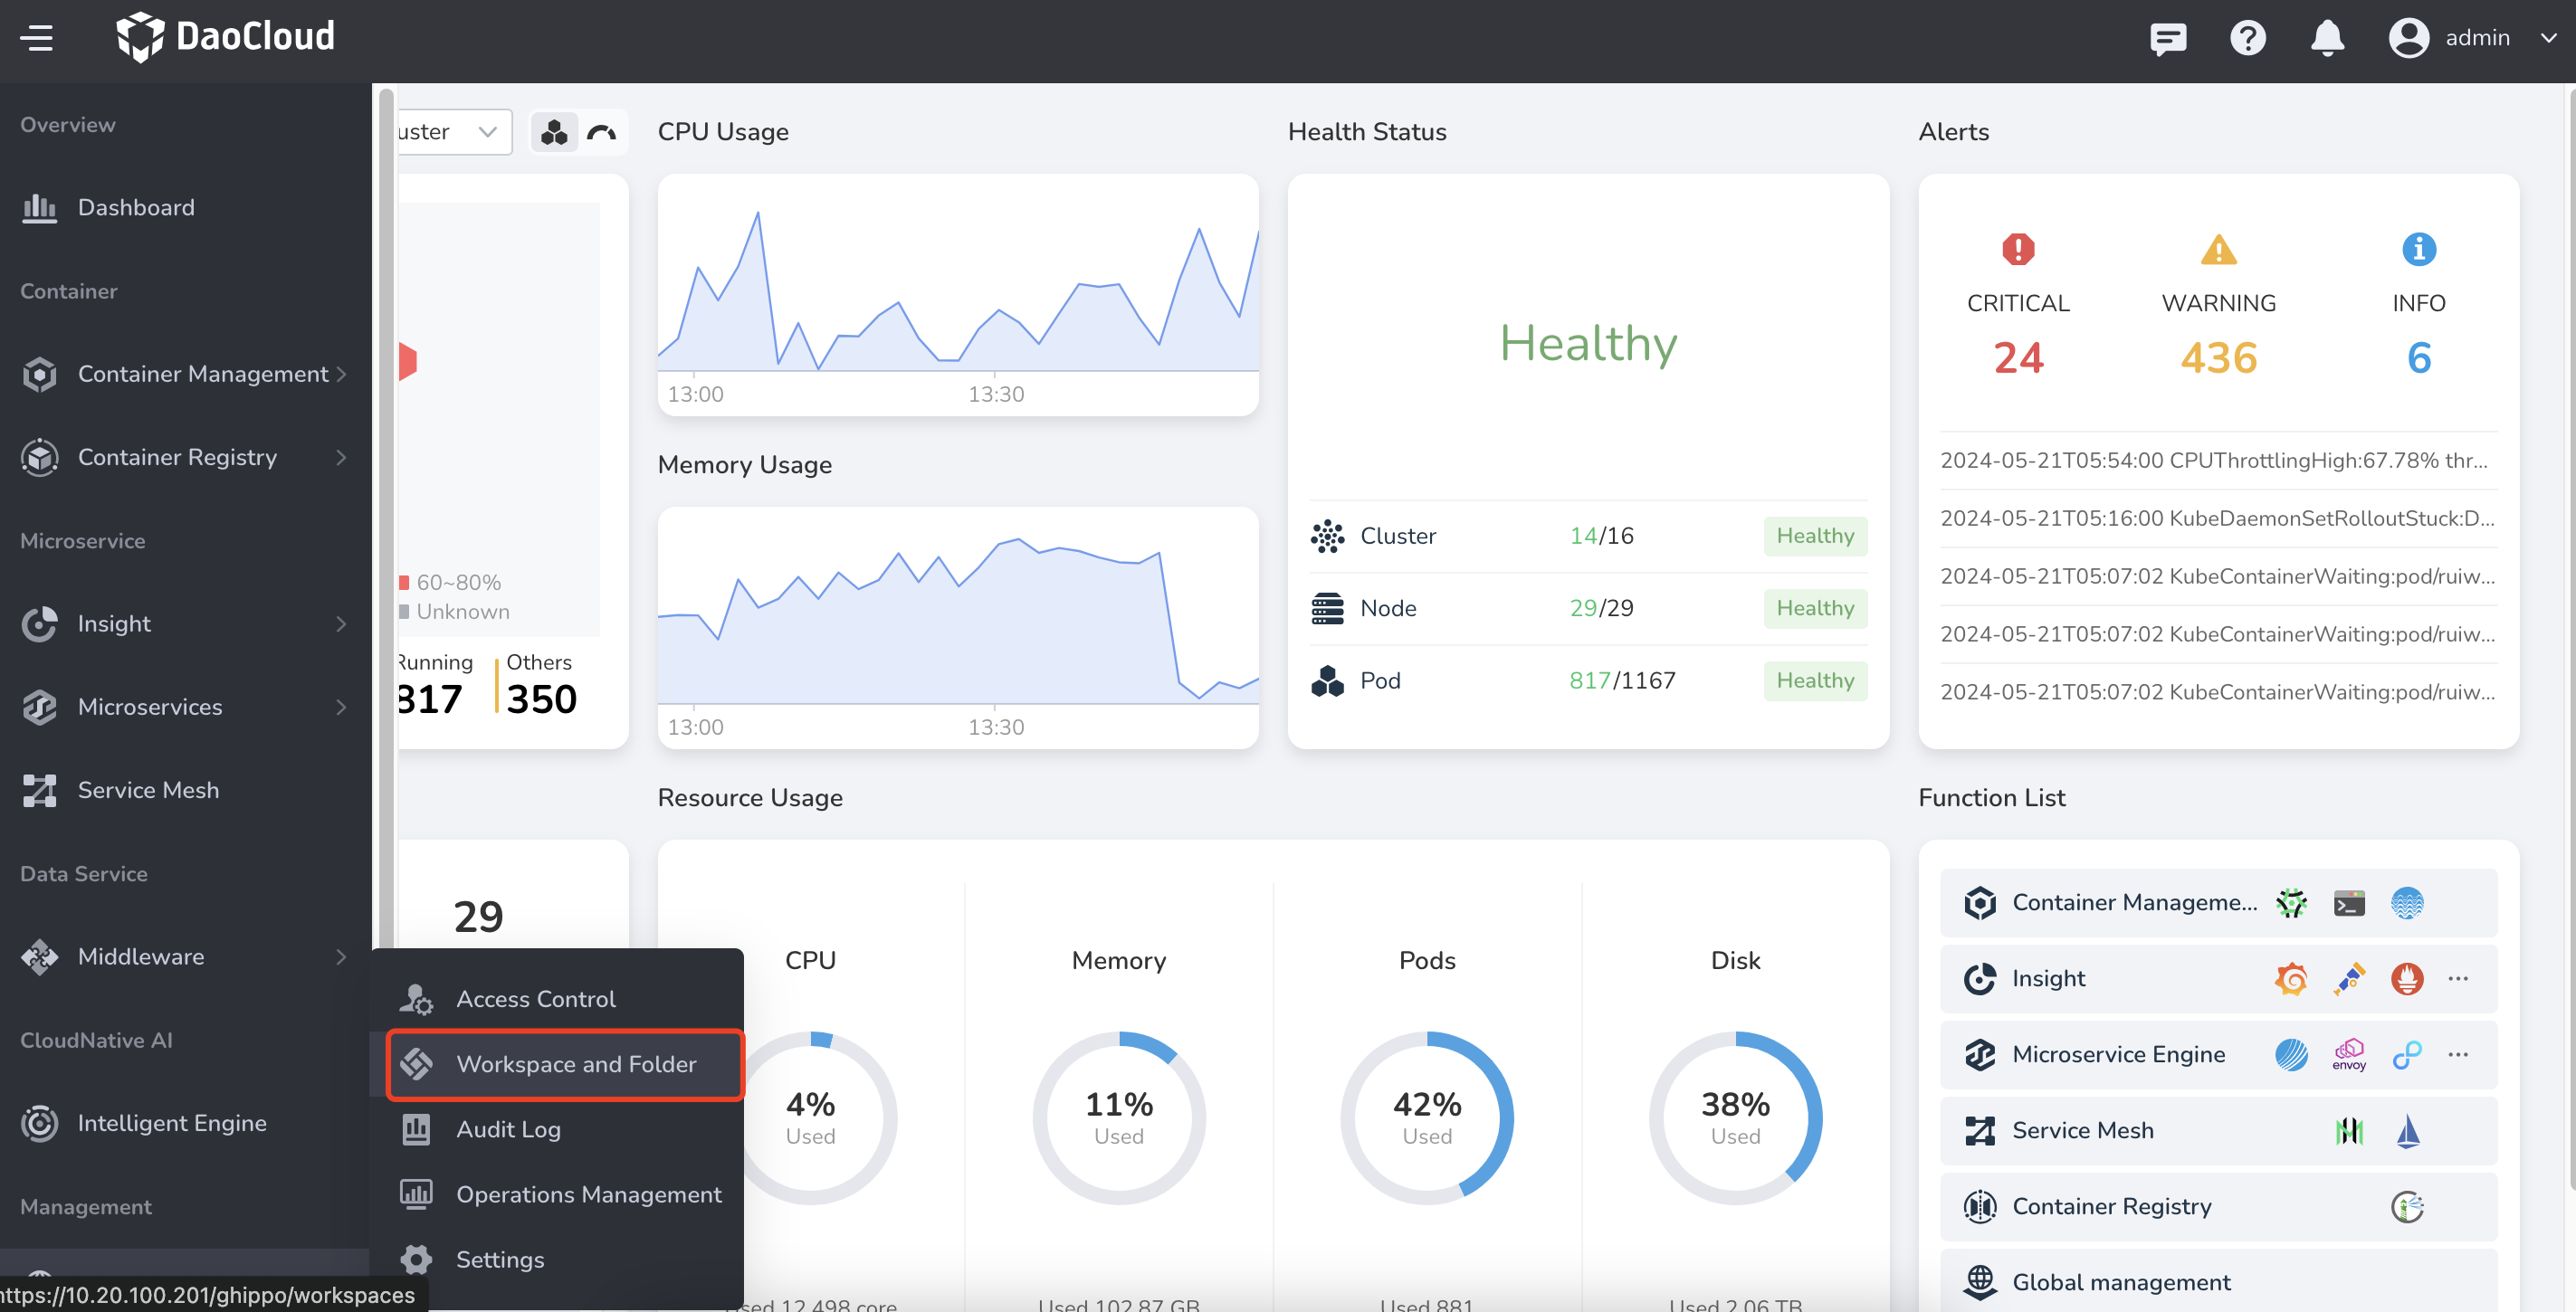 DaoCloud
admin
Overview
Dashboard
Container
Container Management
Container Registry
Microservice
Insight
Microservices
Service Mesh
Data Service
Middleware
CloudNative AI
Intelligent Engine
Management
https://10.20.100.201/ghippo/workspaces
Access Control
Workspace and Folder
Audit Log
Operations Management
Settings
uster
60~80%
Unknown
Running
817
Others
350
29
CPU Usage
13:00 13:30
Memory Usage
13:00 13:30
Health Status
Healthy
Cluster 14/16 Healthy
Node 29/29 Healthy
Pod 817/1167 Healthy
Alerts
CRITICAL WARNING INFO
24 436 6
2024-05-21T05:54:00 CPUThrottlingHigh:67.78% thr...
2024-05-21T05:16:00 KubeDaemonSetRolloutStuck:D...
2024-05-21T05:07:02 KubeContainerWaiting:pod/ruiw...
2024-05-21T05:07:02 KubeContainerWaiting:pod/ruiw...
2024-05-21T05:07:02 KubeContainerWaiting:pod/ruiw...
Resource Usage
CPU Memory Pods Disk
4% 11% 42% 38%
Used Used Used Used
Used 12.498 core Used 102.87 GB Used 881 Used 2.06 TB
Function List
Container Manageme...
Insight ...
Microservice Engine envoy ...
Service Mesh
Container Registry
Global management